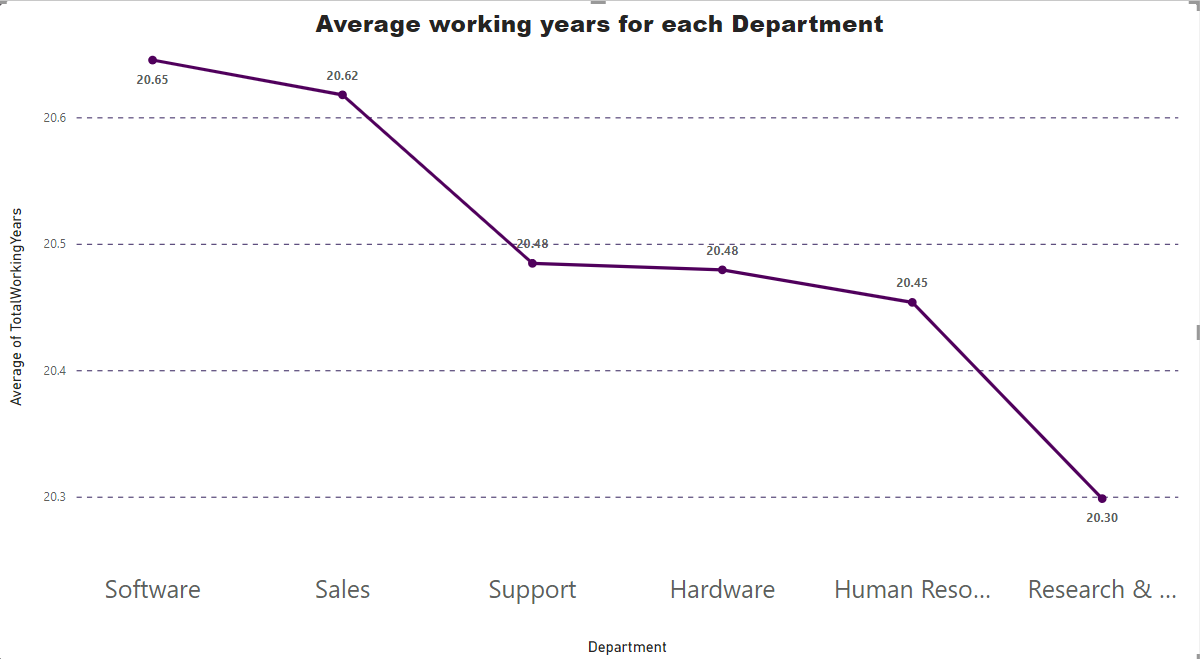 Average working years for each Department
20.65
20.62
20.6
20.5
20.48
20.48
20.45
20.4
20.3
20.30
Average of TotalWorkingYears
Software
Sales
Support
Hardware
Human Reso...
Research & ...
Department